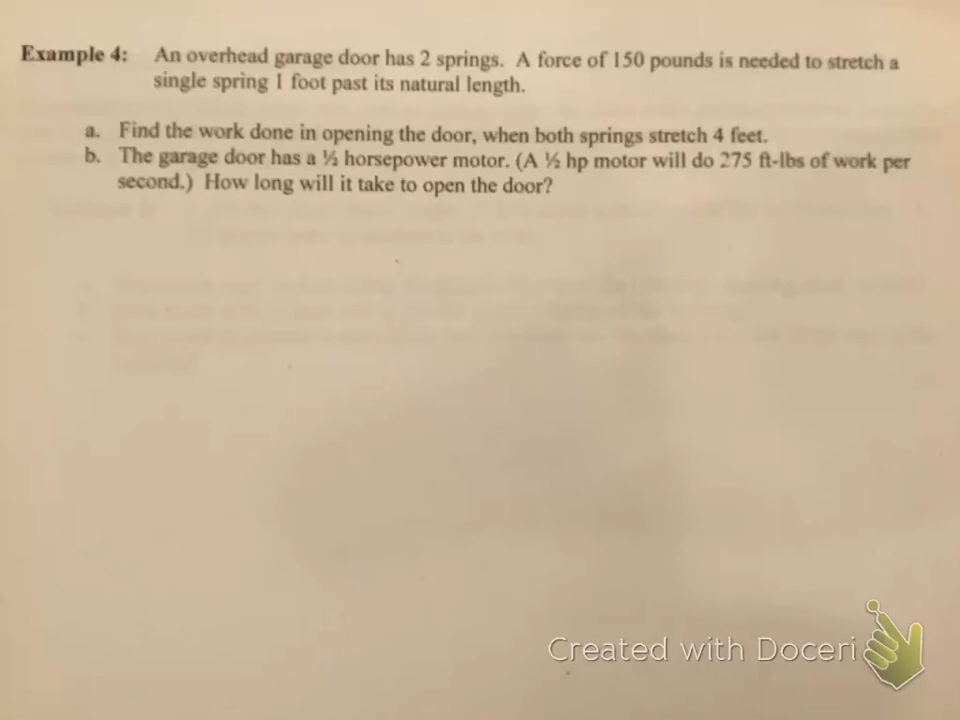 Example 4: An overhead garage door has 2 springs. A force of 150 pounds is needed to stretch a
single spring 1 foot past its natural length.
a. Find the work done in opening the door, when both springs stretch 4 feet.
b. The garage door has a ½ horsepower motor. (A ½ hp motor will do 275 ft-lbs of work per
second.) How long will it take to open the door?
Created with Doceri